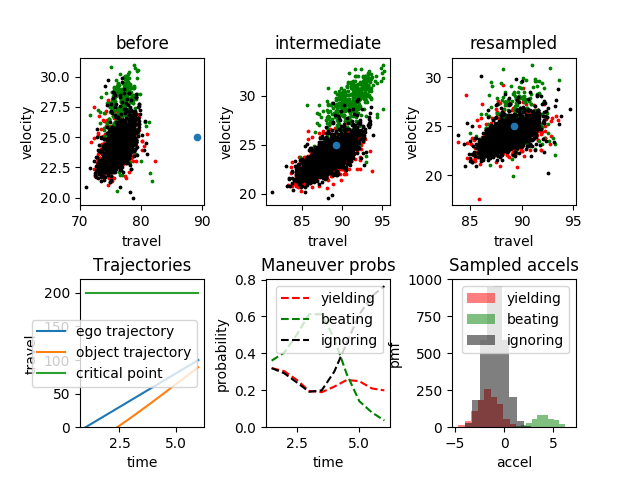 before
intermediate
resampled
30.0
27.5
25.0
22.5
20.0
velocity
70
80
90
travel
30
25
20
velocity
85
90
95
travel
30
25
20
velocity
85
90
95
travel
Trajectories
Maneuver probs
Sampled accels
200
150
100
50
0
travel
ego trajectory
object trajectory
critical point
2.5
5.0
time
0.8
0.6
0.4
0.2
0.0
probability
yielding
beating
ignoring
2.5
5.0
time
1000
750
500
250
0
pmf
yielding
beating
ignoring
-5
0
5
accel